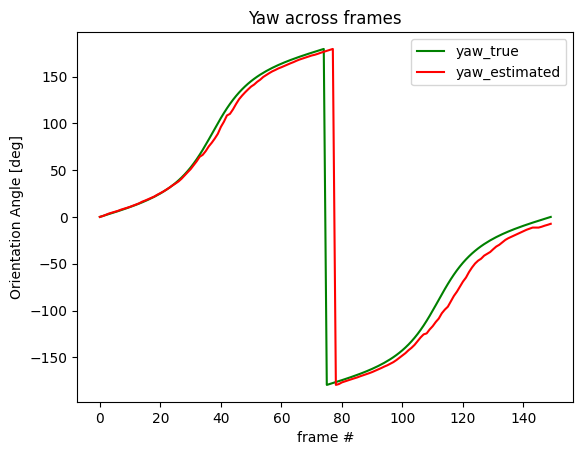 Yaw across frames
yaw_true
yaw_estimated
Orientation Angle [deg]
150
100
50
0
−50
−100
−150
0 20 40 60 80 100 120 140
frame #